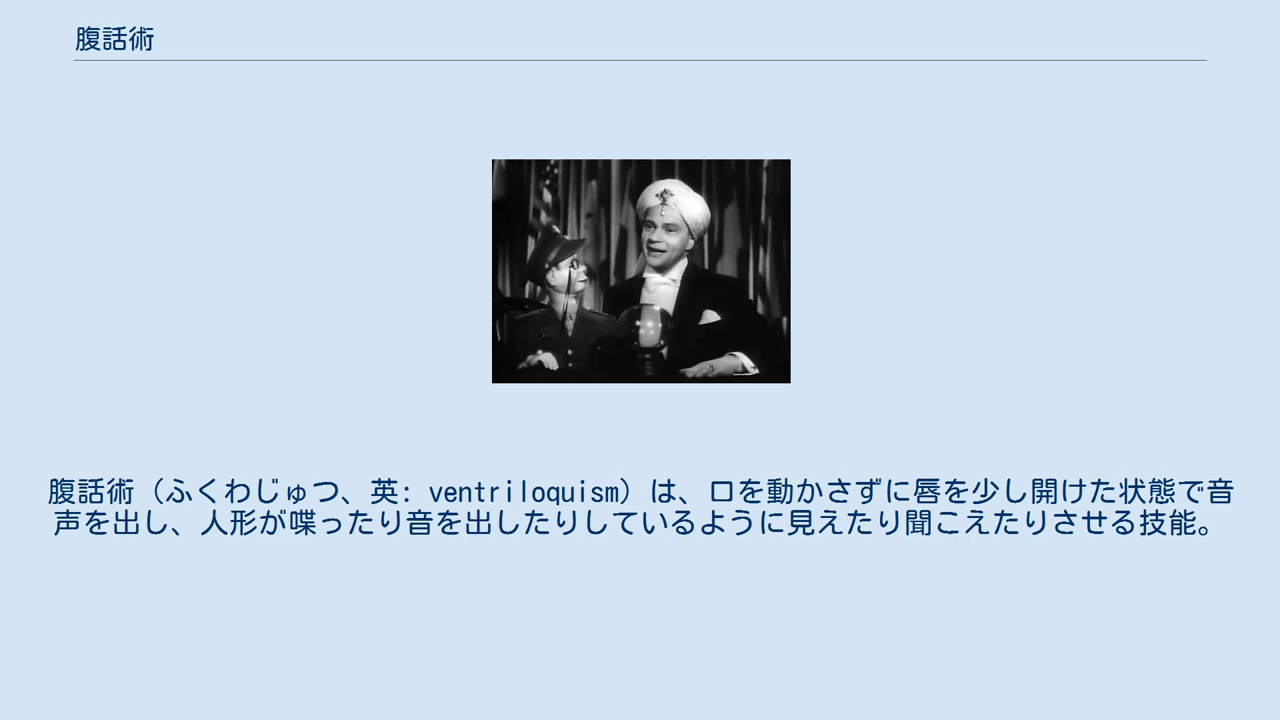 腹話術
腹話術（ふくわじゅつ、英: ventriloquism）は、口を動かさずに唇を少し開けた状態で音
声を出し、人形が喋ったり音を出したりしているように見えたり聞こえたりさせる技能。